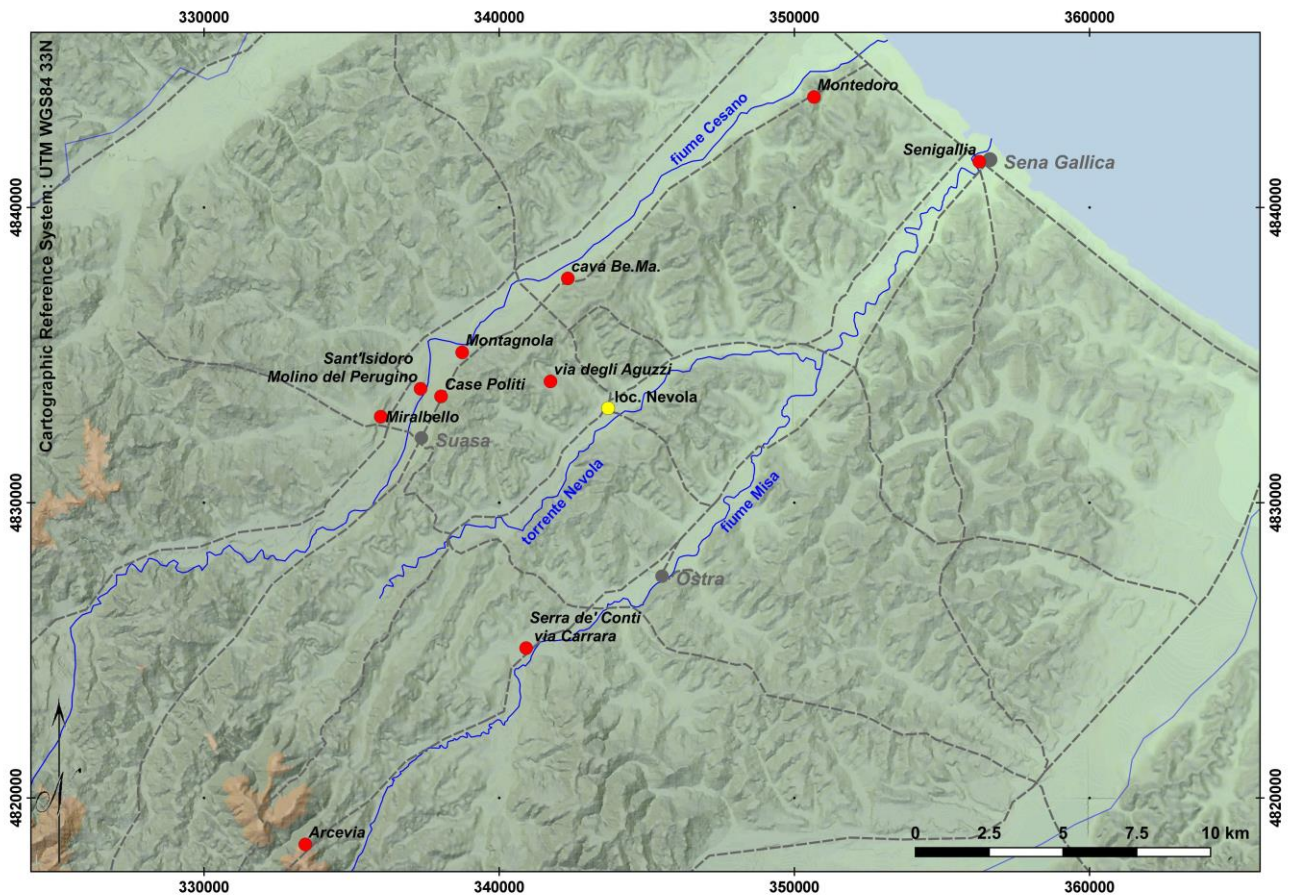 330000
340000
350000
360000
Cartographic Reference System: UTM WGS84 33N
4840000
4840000
4830000
4830000
4820000
4820000
Montedoro
fiume Cesano
Senigallia
Sena Gallica
cava Be.Ma.
Montagnola
Sant'Isidoro
Molino del Perugino
Case Politi
via degli Aguzzi
loc. Nevola
Miralbello
Suasa
torrente Nevola
fiume Misa
Ostra
Serra de' Conti
via Carrara
Arcevia
0
2.5
5
7.5
10 km
330000
340000
350000
360000